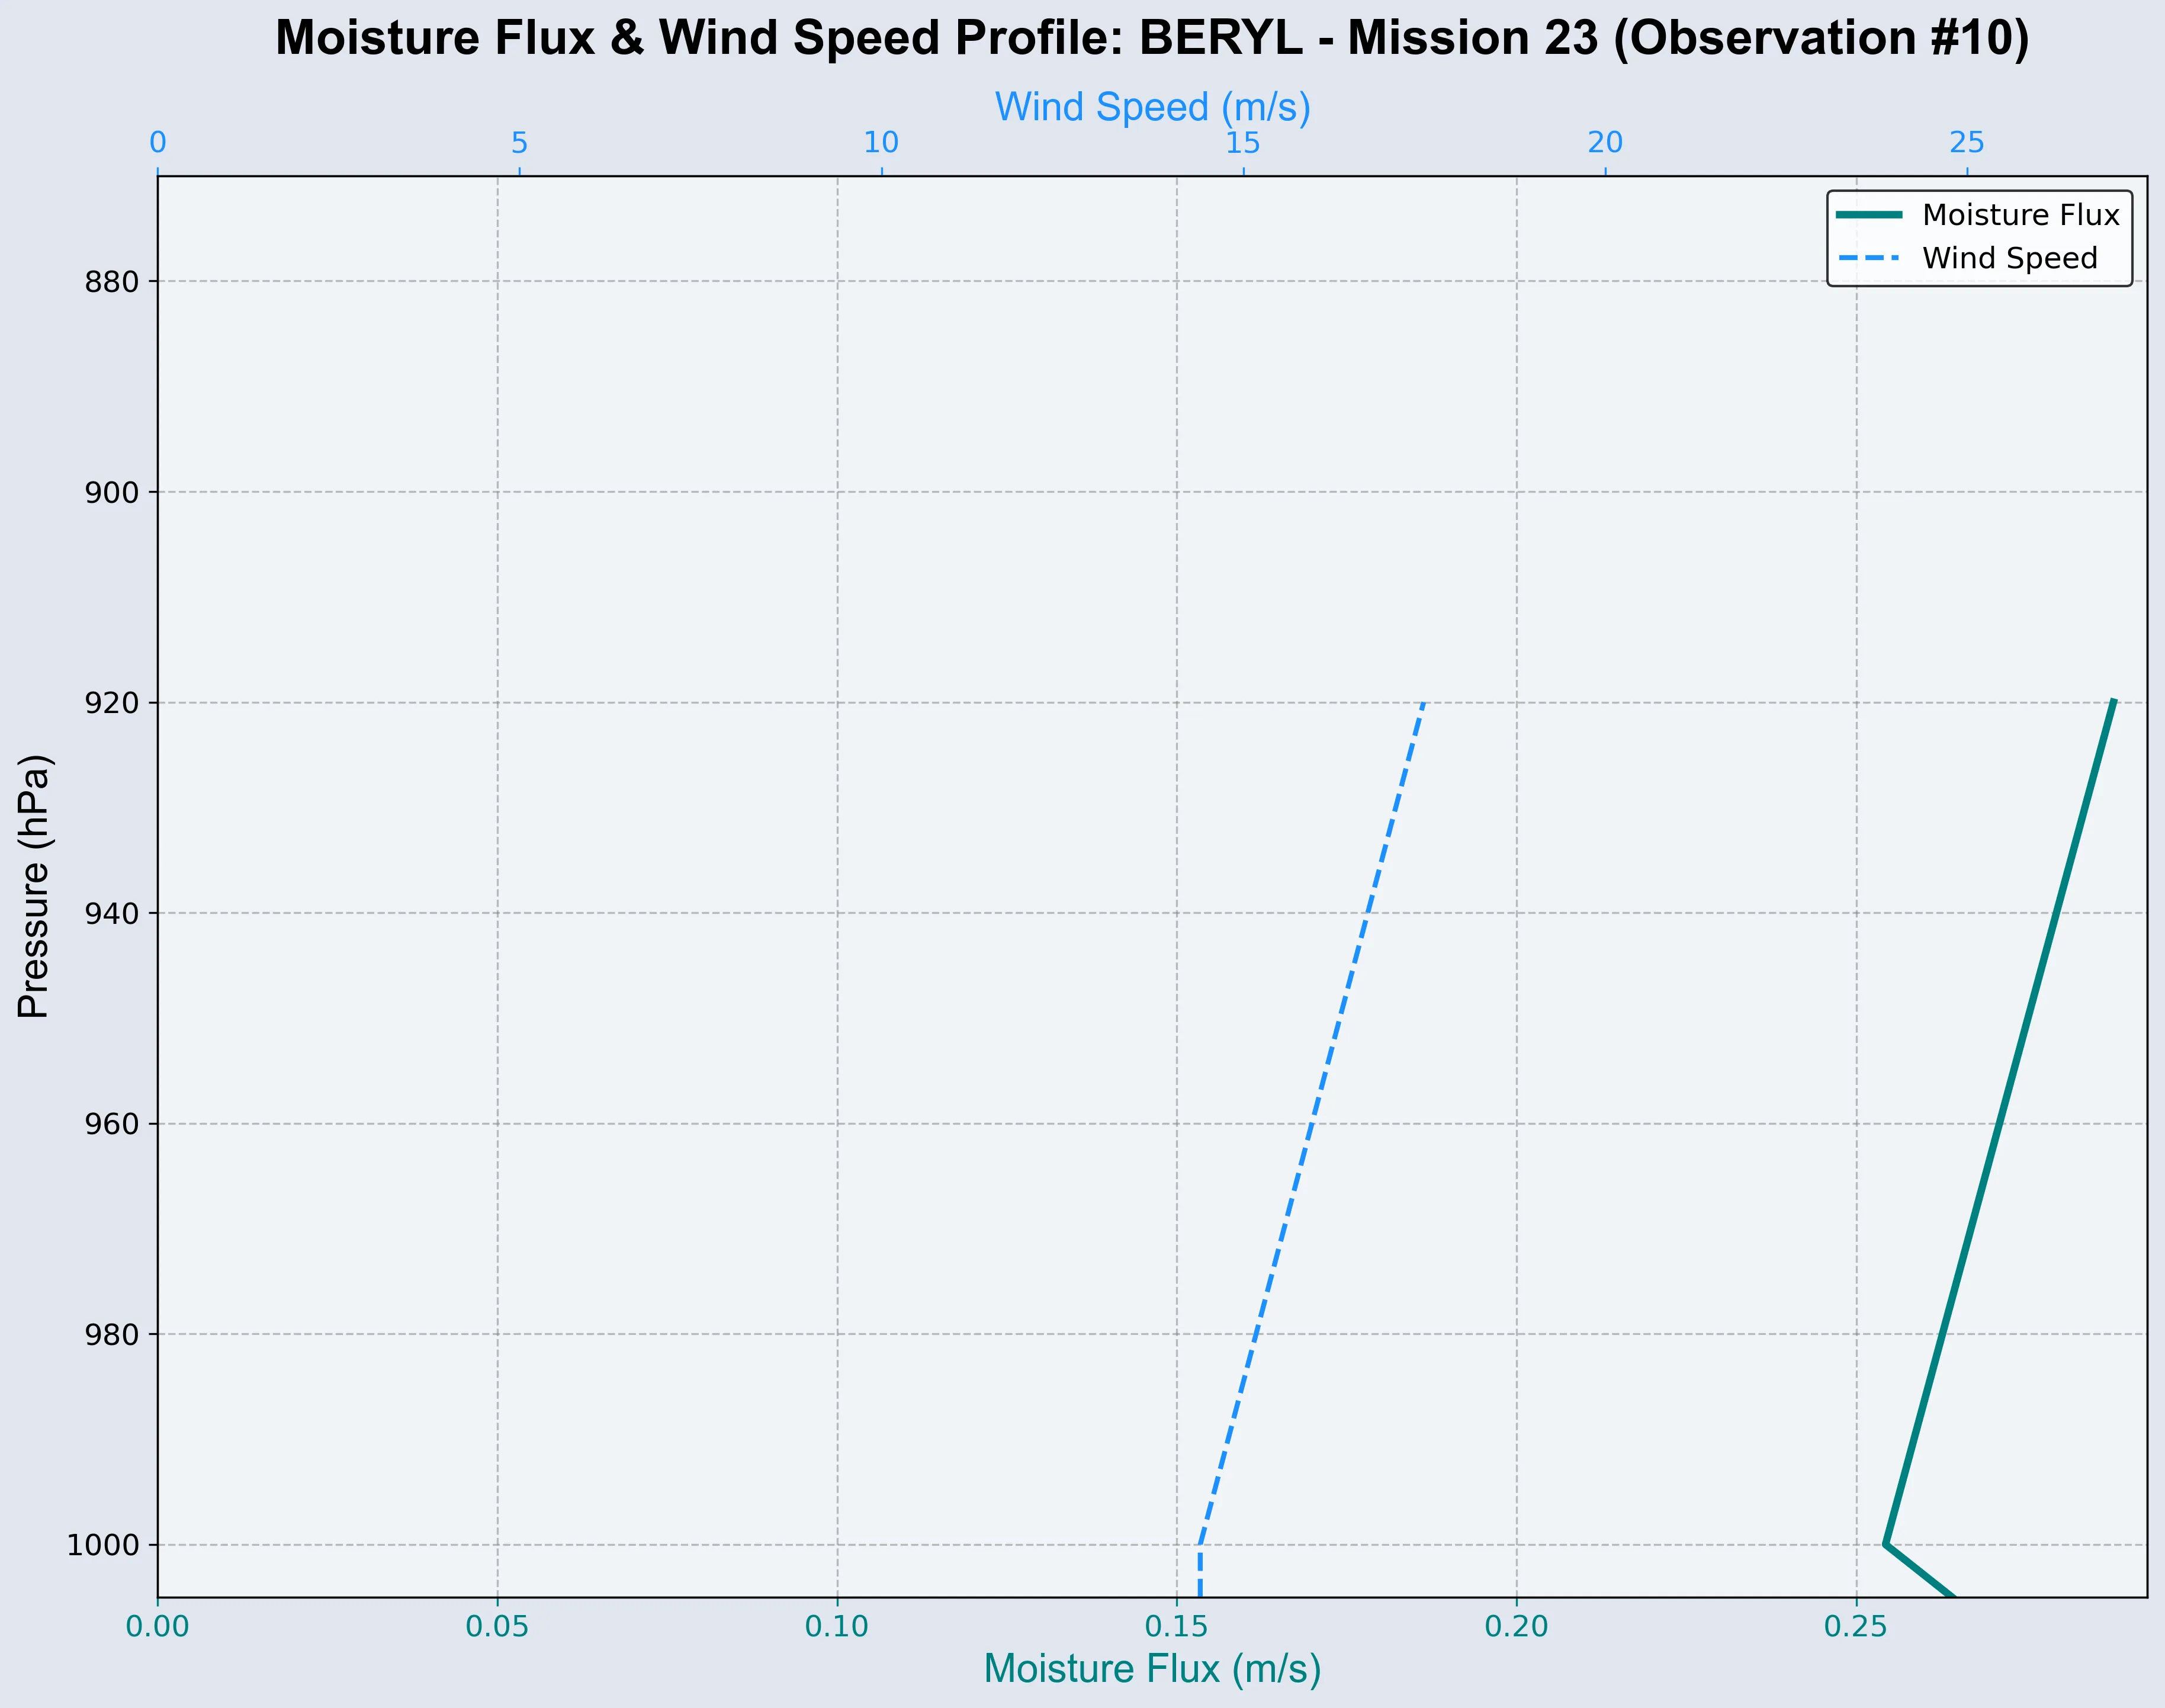 Moisture Flux & Wind Speed Profile: BERYL - Mission 23 (Observation #10)
Wind Speed (m/s)
0 5 10 15 20 25
Moisture Flux
Wind Speed
880
900
920
940
960
980
1000
Pressure (hPa)
0.00 0.05 0.10 0.15 0.20 0.25
Moisture Flux (m/s)